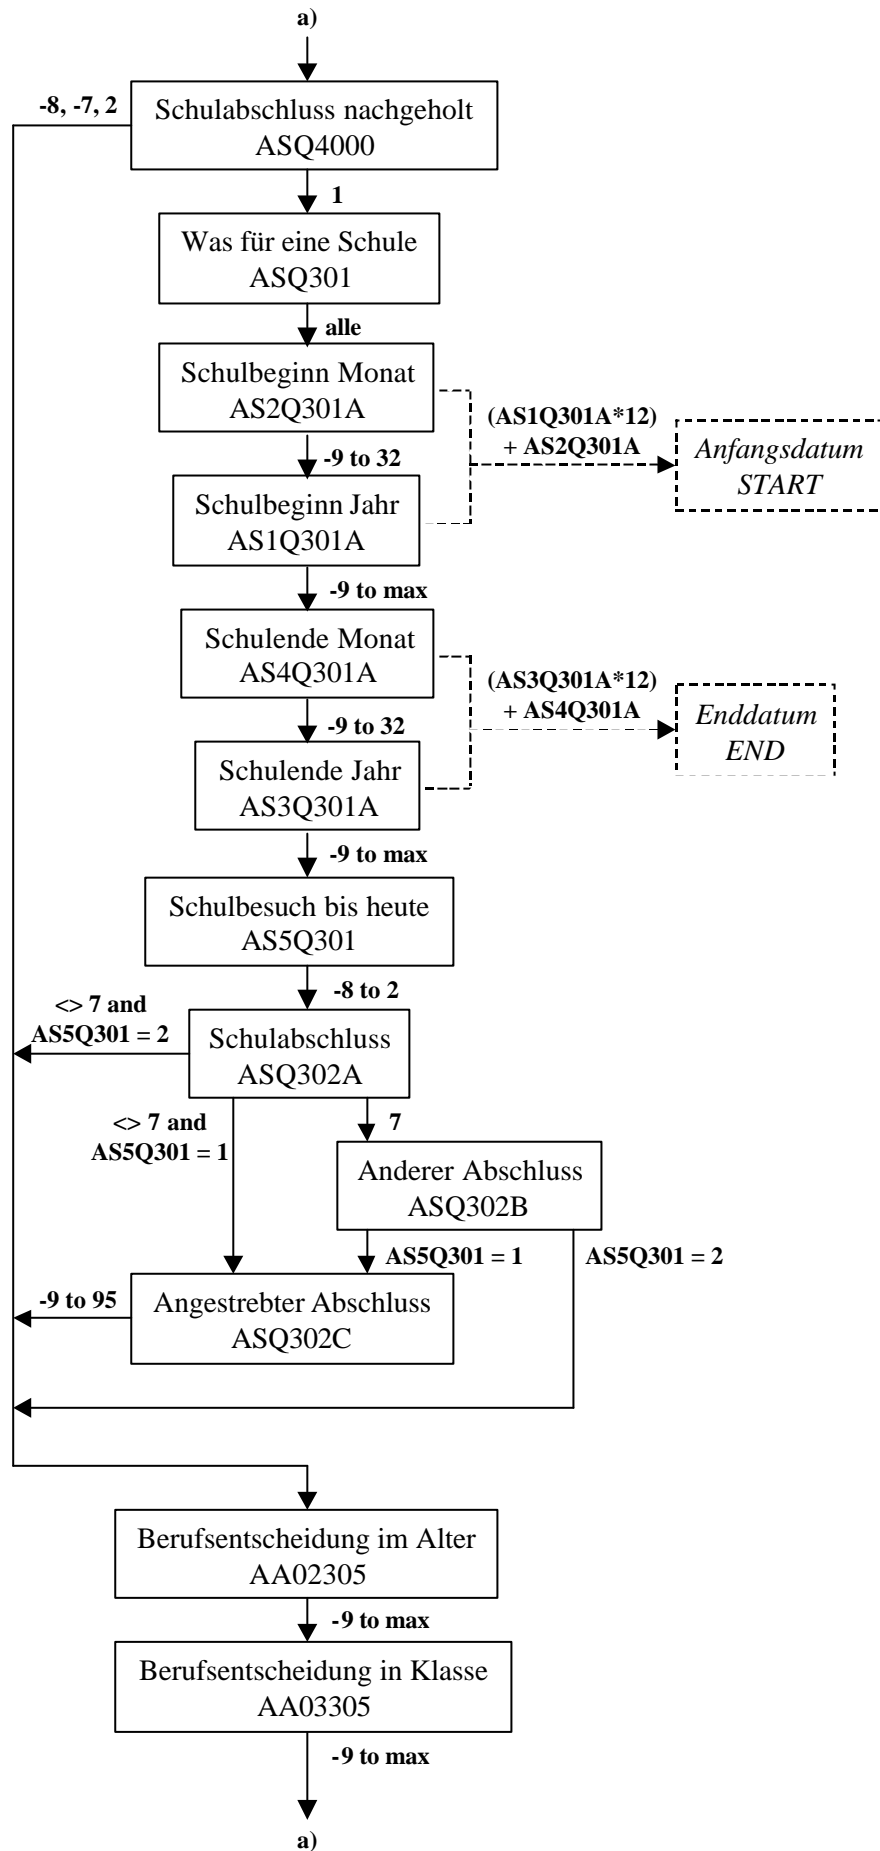 a)
-8, -7, 2
Schulabschluss nachgeholt
ASQ4000
1
Was für eine Schule
ASQ301
alle
Schulbeginn Monat
AS2Q301A
(AS1Q301A*12)
+ AS2Q301A
Anfangsdatum
START
-9 to 32
Schulbeginn Jahr
AS1Q301A
-9 to max
Schulende Monat
AS4Q301A
(AS3Q301A*12)
+ AS4Q301A
Enddatum
END
-9 to 32
Schulende Jahr
AS3Q301A
-9 to max
Schulbesuch bis heute
AS5Q301
-8 to 2
<> 7 and
AS5Q301 = 2
Schulabschluss
ASQ302A
<> 7 and
AS5Q301 = 1
7
Anderer Abschluss
ASQ302B
AS5Q301 = 1
AS5Q301 = 2
-9 to 95
Angestrebter Abschluss
ASQ302C
Berufsentscheidung im Alter
AA02305
-9 to max
Berufsentscheidung in Klasse
AA03305
-9 to max
a)